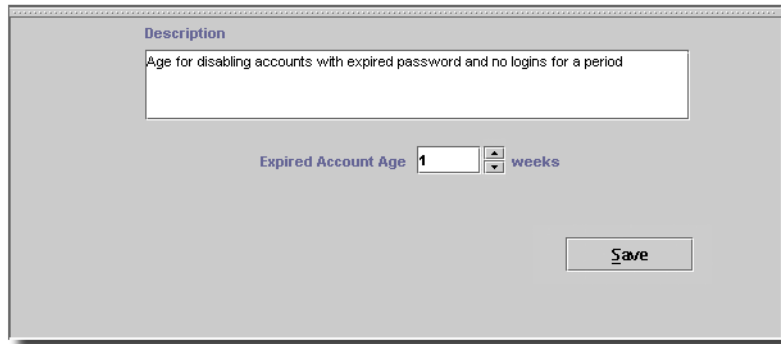 Description
Age for disabling accounts with expired password and no logins for a period
Expired Account Age 1 weeks
Save